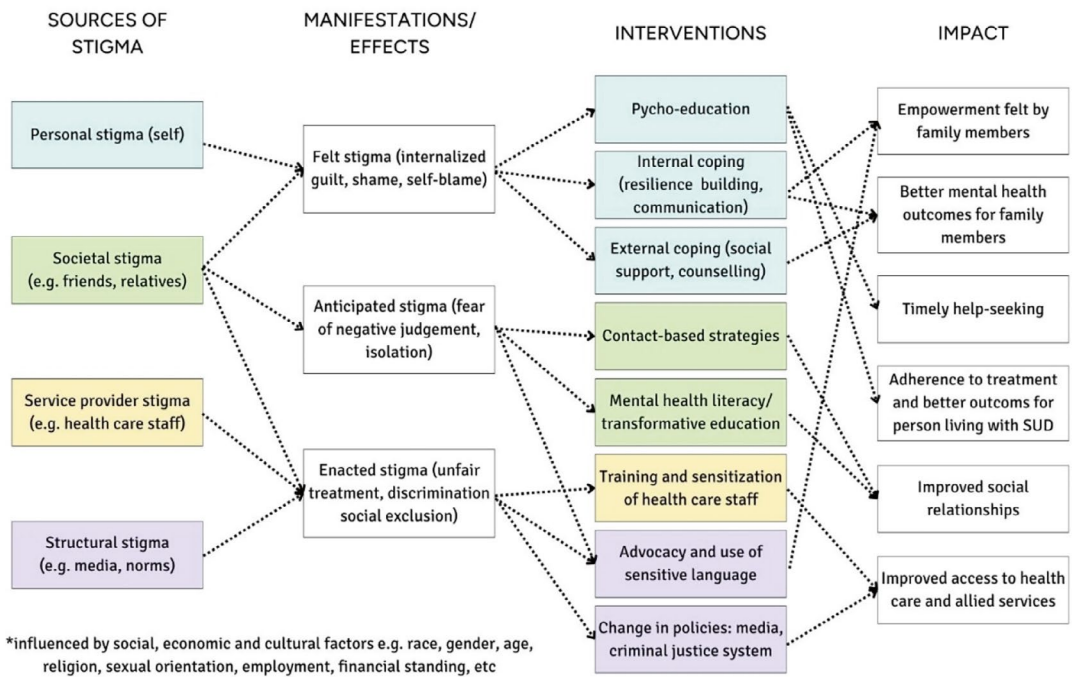 SOURCES OF
STIGMA
MANIFESTATIONS/
EFFECTS
INTERVENTIONS
IMPACT
Personal stigma (self)
Societal stigma
(e.g. friends, relatives)
Service provider stigma
(e.g. health care staff)
Structural stigma
(e.g. media, norms)
Felt stigma (internalized
guilt, shame, self-blame)
Anticipated stigma (fear
of negative judgement,
isolation)
Enacted stigma (unfair
treatment, discrimination
social exclusion)
Pycho-education
Internal coping
(resilience building,
communication)
External coping (social
support, counselling)
Contact-based strategies
Mental health literacy/
transformative education
Training and sensitization
of health care staff
Advocacy and use of
sensitive language
Change in policies: media,
criminal justice system
Empowerment felt by
family members
Better mental health
outcomes for family
members
Timely help-seeking
Adherence to treatment
and better outcoms for
person living with SUD
Improved social
relationships
Improved access to health
care and allied services
*influenced by social, economic and cultural factors e.g. race, gender, age,
religion, sexual orientation, employment, financial standing, etc